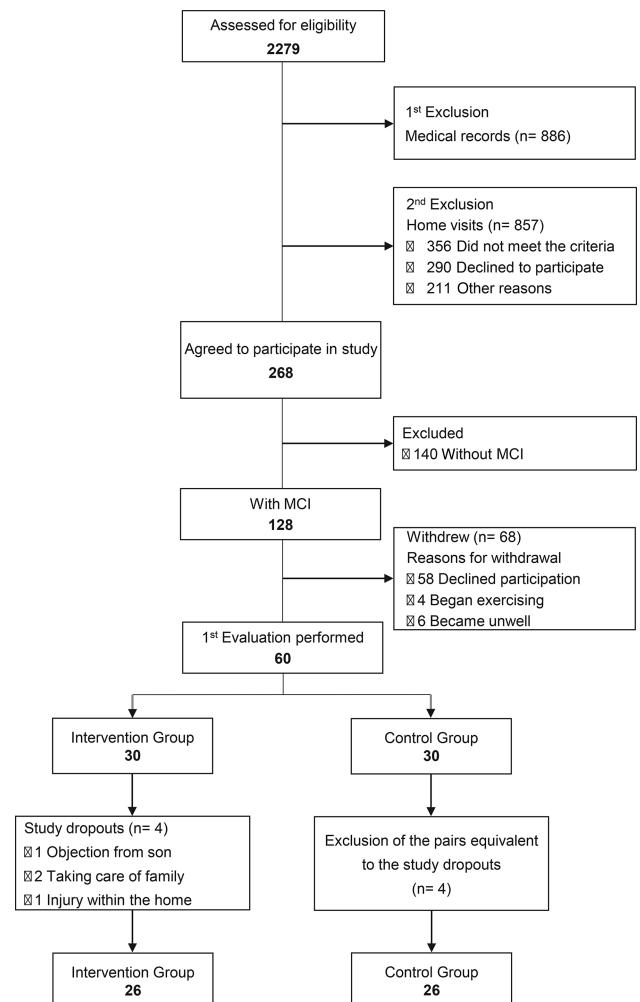 Assessed for eligibility
2279
1st Exclusion
Medical records (n= 886)
2nd Exclusion
Home visits (n= 857)
356 Did not meet the criteria
290 Declined to participate
211 Other reasons
Agreed to participate in study
268
Excluded
140 Without MCI
With MCI
128
Withdrew (n= 68)
Reasons for withdrawal
58 Declined participation
4 Began exercising
6 Became unwell
1st Evaluation performed
60
Intervention Group
30
Control Group
30
Study dropouts (n= 4)
1 Objection from son
2 Taking care of family
1 Injury within the home
Exclusion of the pairs equivalent
to the study dropouts
(n= 4)
Intervention Group
26
Control Group
26